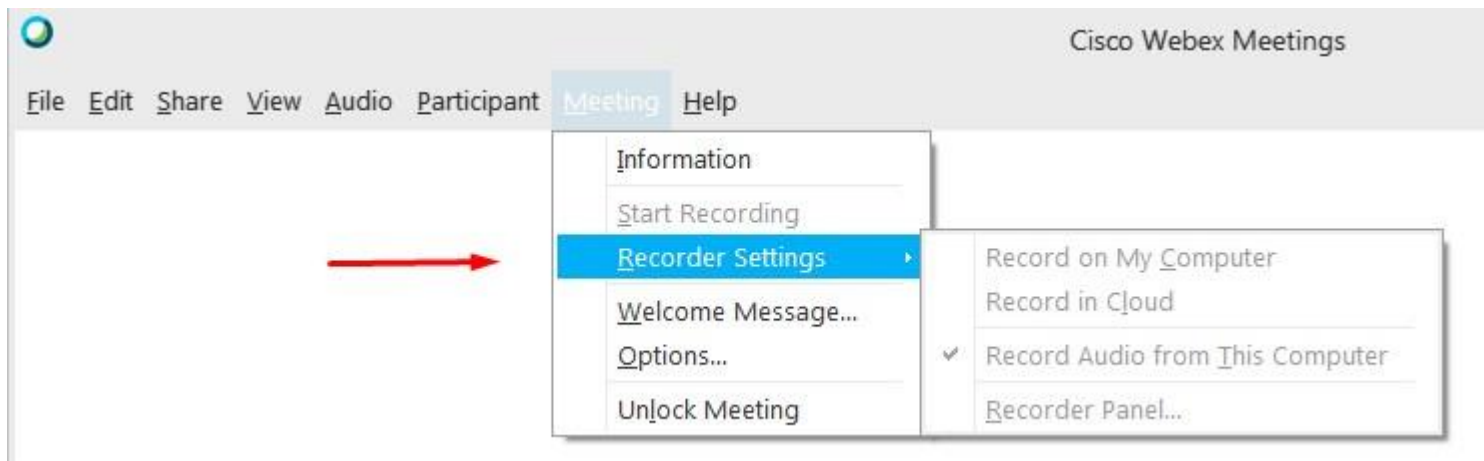 Cisco Webex Meetings
File Edit Share View Audio Participant Meeting Help
Information
Start Recording
Recorder Settings
Record on My Computer
Record in Cloud
Welcome Message...
Options...
Record Audio from This Computer
Unlock Meeting
Recorder Panel...